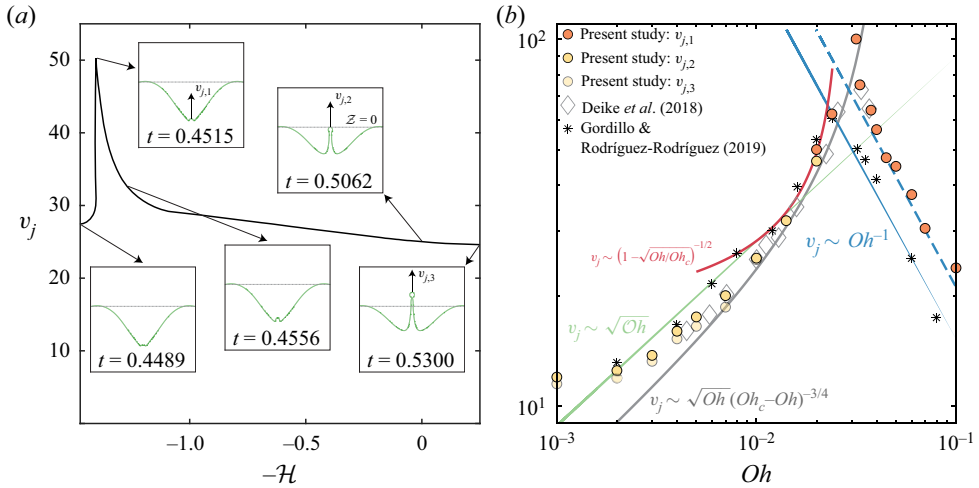 (a)
50
40
30
20
10
v_j
v_{j,1}
t = 0.4515
v_{j,2}
Z = 0
t = 0.5062
t = 0.4489
t = 0.4556
v_{j,3}
t = 0.5300
–1.0
–0.5
0
–H
(b)
10^2
10^1
Present study: v_{j,1}
Present study: v_{j,2}
Present study: v_{j,3}
Deike et al. (2018)
Gordillo &
Rodríguez-Rodríguez (2019)
v_j ~ (1 –√Oh/Oh_c)^{–1/2}
v_j ~ Oh^{–1}
v_j ~ √Oh
v_j ~ √Oh (Oh_c–Oh)^{–3/4}
10^{–3}
10^{–2}
10^{–1}
Oh